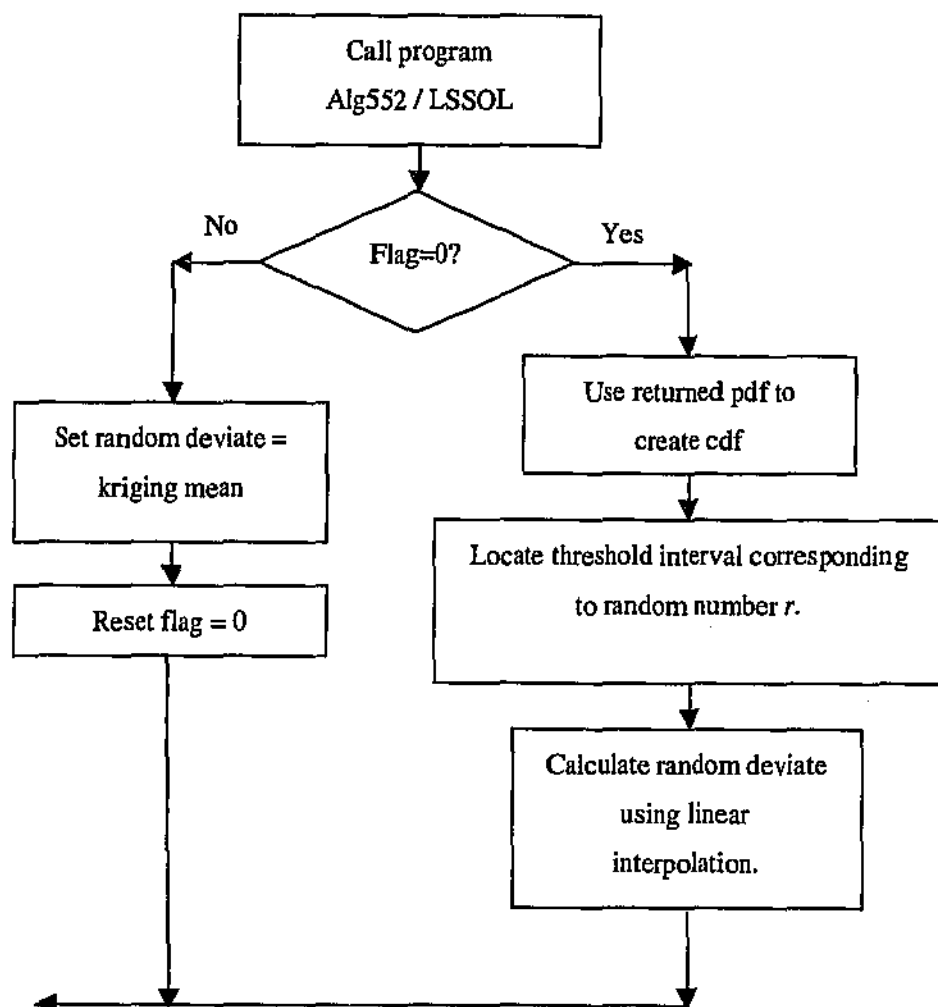 Call program
Alg552 / LSSOL
No
Flag=0?
Yes
Set random deviate =
kriging mean
Reset flag = 0
Use returned pdf to
create cdf
Locate threshold interval corresponding
to random number r.
Calculate random deviate
using linear
interpolation.